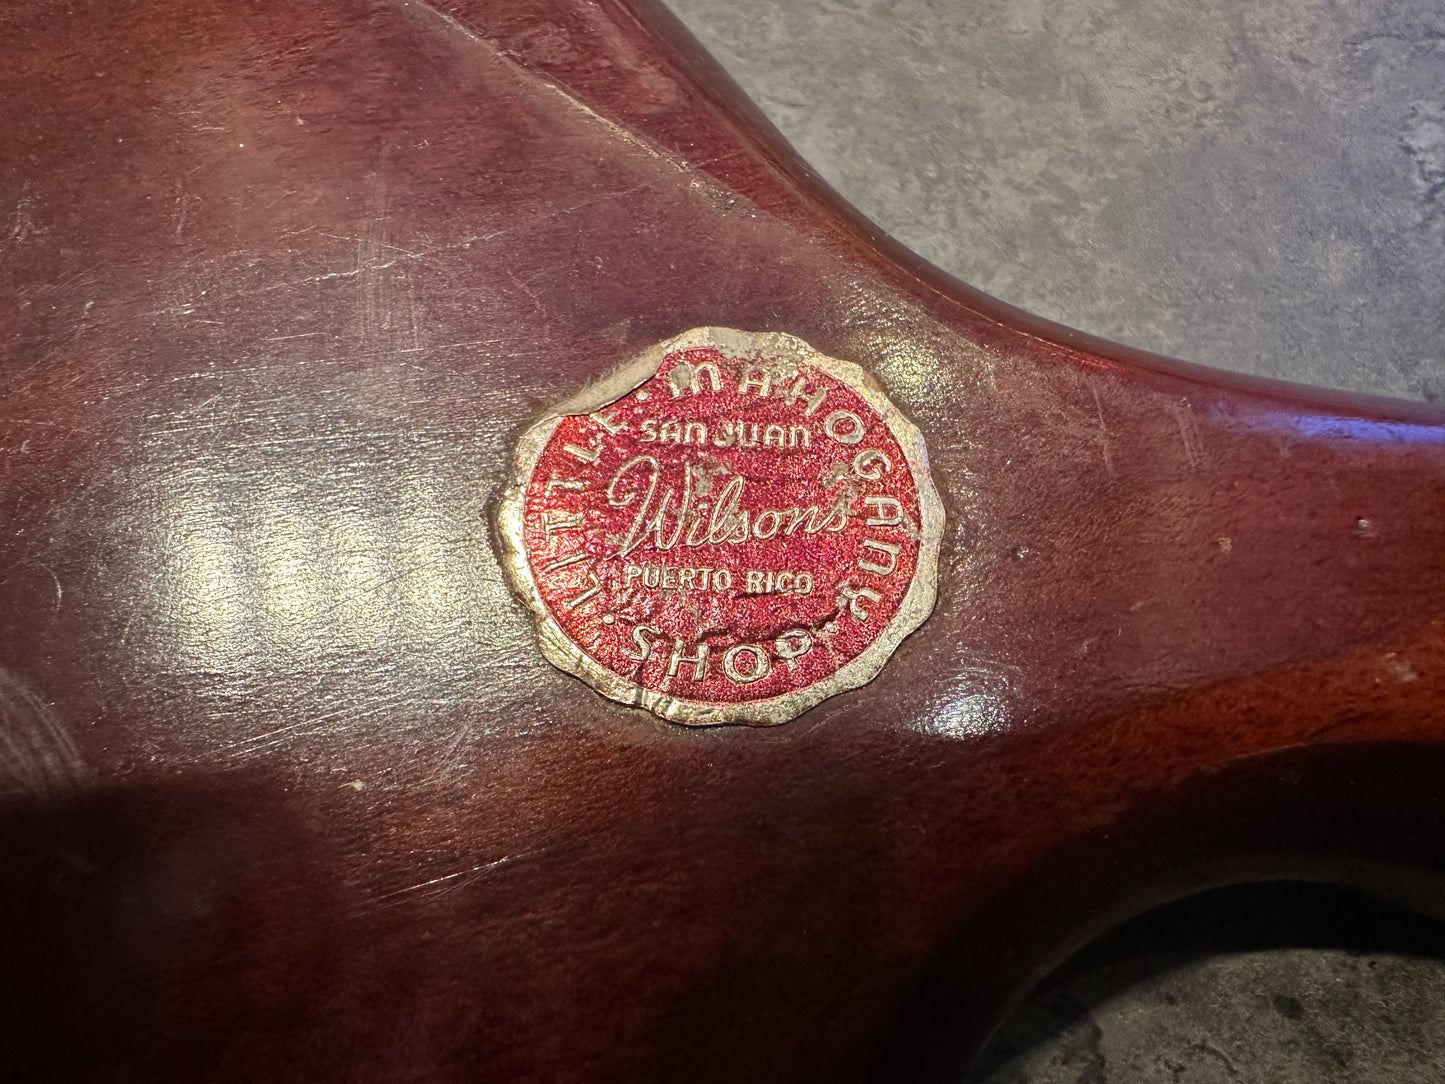 LITTLE · MAHOGANY · SHOP ·
SAN JUAN
Wilson's
PUERTO RICO